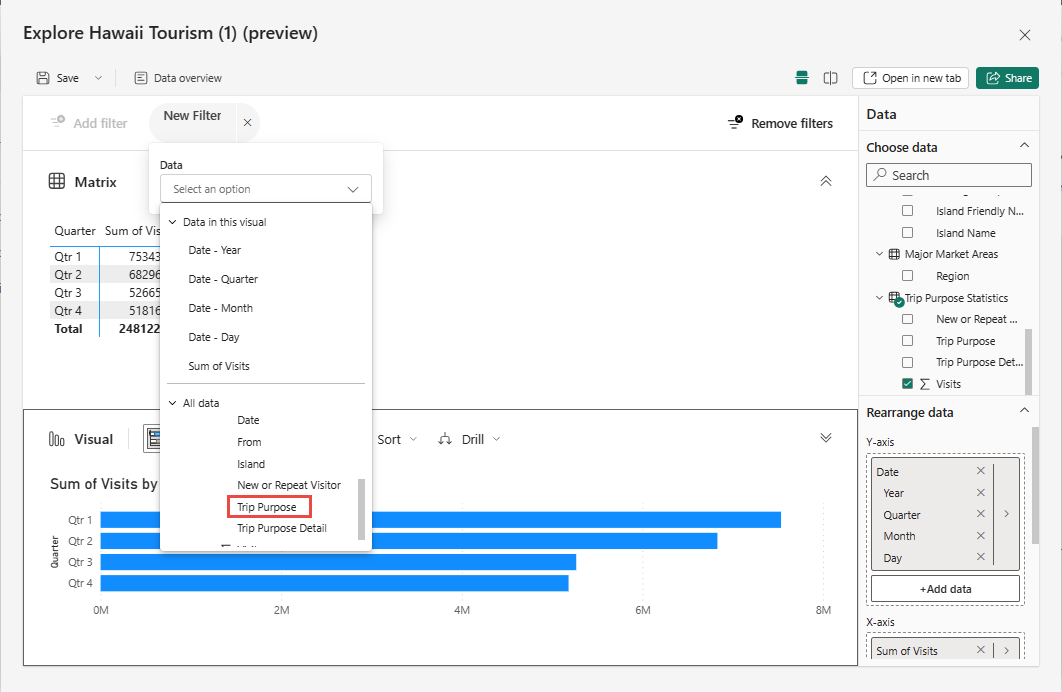 Explore Hawaii Tourism (1) (preview)
Save
Data overview
Open in new tab
Share
Add filter
New Filter
Remove filters
Data
Select an option
Data in this visual
Date - Year
Date - Quarter
Date - Month
Date - Day
Sum of Visits
All data
Date
From
Island
New or Repeat Visitor
Trip Purpose
Trip Purpose Detail
Matrix
Quarter Sum of Vis
Qtr 1 75343
Qtr 2 68296
Qtr 3 52665
Qtr 4 51816
Total 248122
Visual
Sort
Drill
Sum of Visits by
Quarter
Qtr 1
Qtr 2
Qtr 3
Qtr 4
0M 2M 4M 6M 8M
Data
Choose data
Search
Island Friendly N...
Island Name
Major Market Areas
Region
Trip Purpose Statistics
New or Repeat ...
Trip Purpose
Trip Purpose Det...
Visits
Rearrange data
Y-axis
Date
Year
Quarter
Month
Day
+Add data
X-axis
Sum of Visits